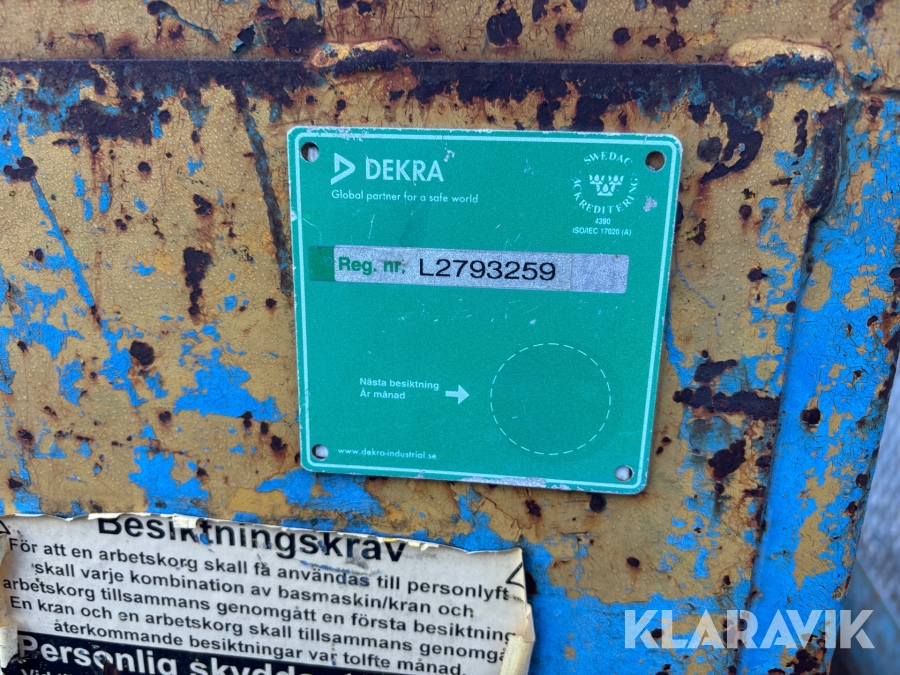 DEKRA
Global partner for a safe world
SWEDAC
ACKREDITERING
4390
ISO/IEC 17020 (A)
Reg. nr. L2793259
Nästa besiktning
År månad
www.dekra-industrial.se
Besiktningskrav
För att en arbetskorg skall få användas till personlyft
skall varje kombination av basmaskin/kran och
arbetskorg tillsammans genomgått en första besiktning
En kran och en arbetskorg skall tillsammans genomgå
återkommande besiktningar var tolfte månad.
Personlig skydds
KLARAVIK